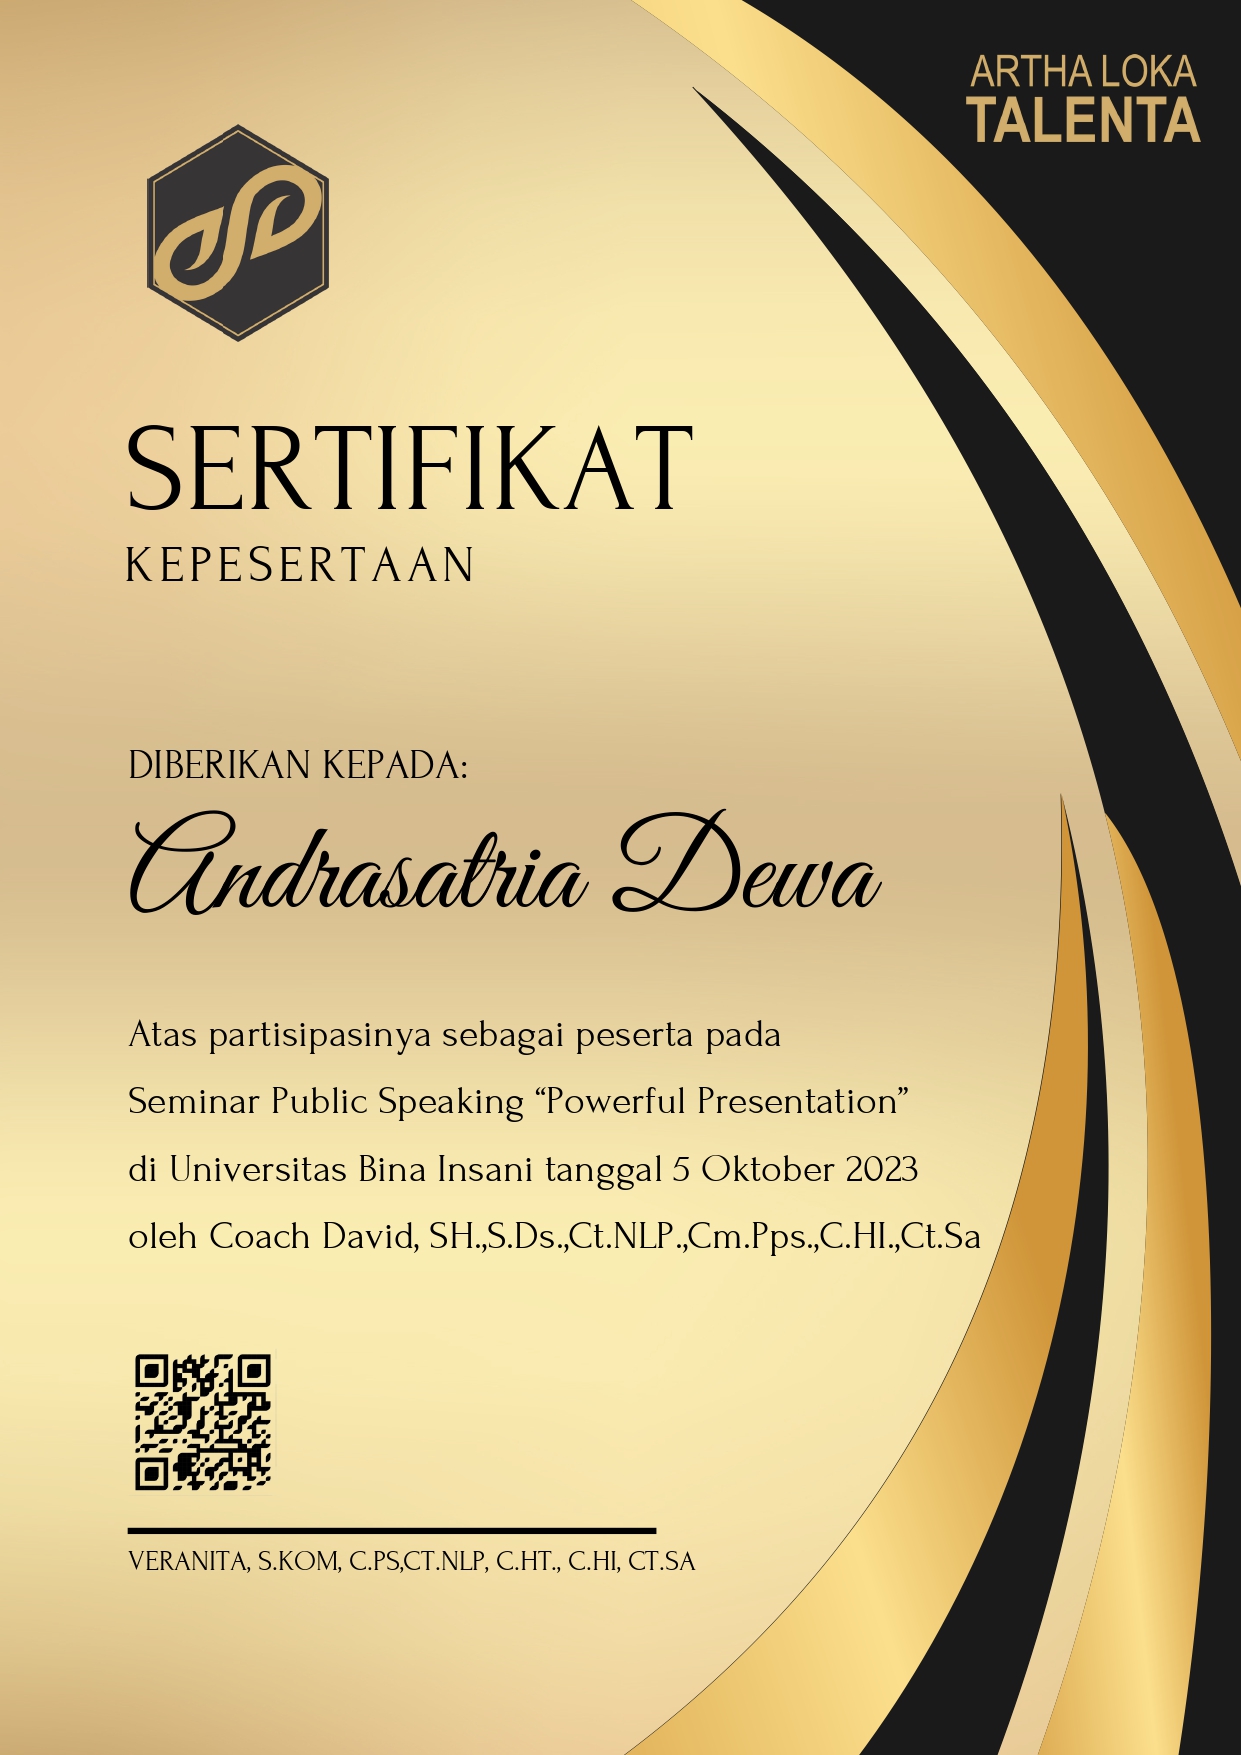 ARTHA LOKA
TALENTA
SERTIFIKAT
KEPESERTAAN
DIBERIKAN KEPADA:
Andrasatria Dewa
Atas partisipasinya sebagai peserta pada
Seminar Public Speaking “Powerful Presentation”
di Universitas Bina Insani tanggal 5 Oktober 2023
oleh Coach David, SH.,S.Ds.,Ct.NLP.,Cm.Pps.,C.HI.,Ct.Sa
VERANITA, S.KOM, C.PS,CT.NLP, C.HT., C.HI, CT.SA